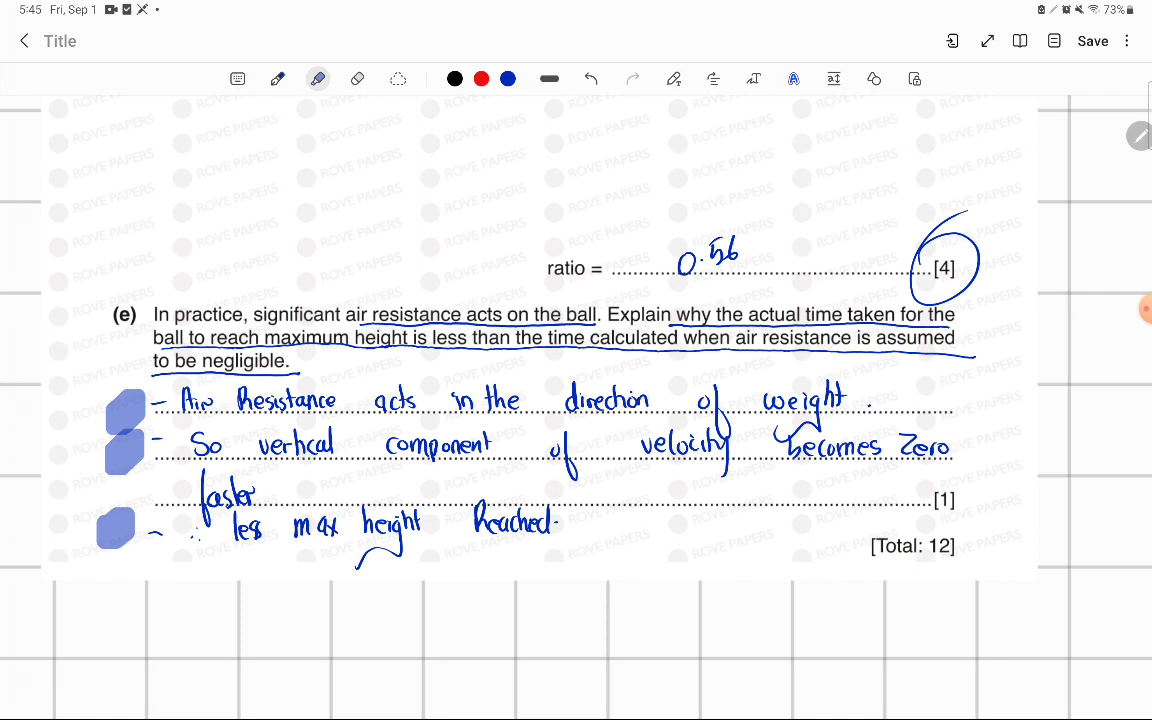 5:45 Fri, Sep 1
73%
Title
Save
ratio = 0.56 [4]
(e) In practice, significant air resistance acts on the ball. Explain why the actual time taken for the
ball to reach maximum height is less than the time calculated when air resistance is assumed
to be negligible.
- Air Resistance acts in the direction of weight.
- So vertical component of velocity becomes zero
faster [1]
- ∴ less max height Reached.
[Total: 12]
ROVE PAPERS